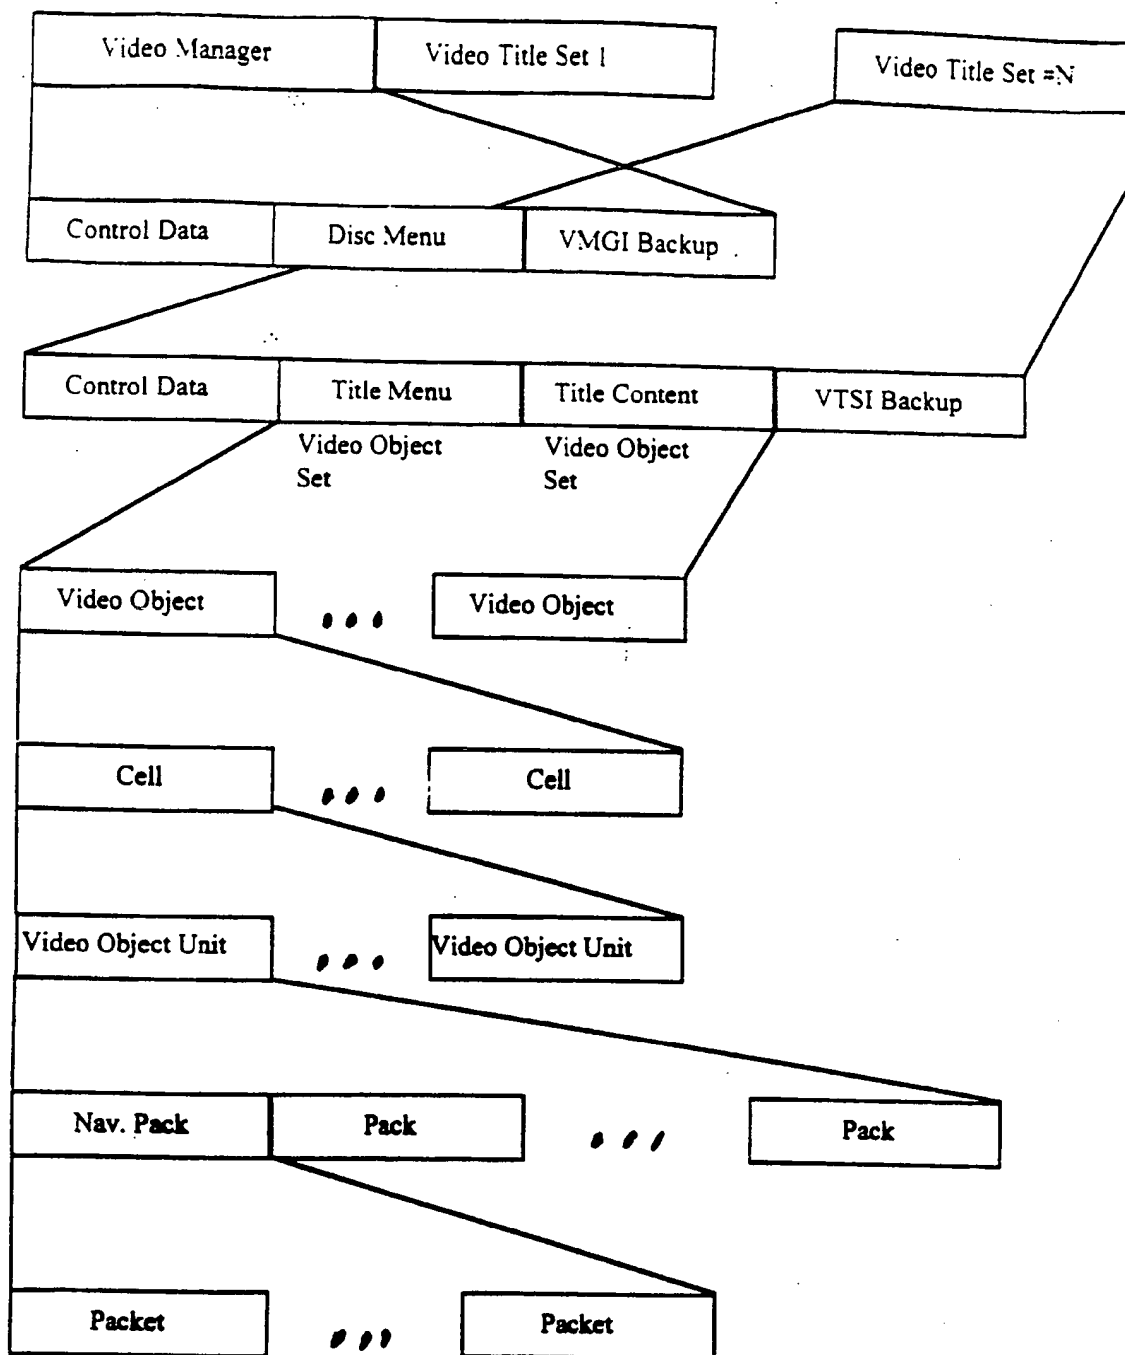 Video Manager
Video Title Set 1
Video Title Set #N
Control Data
Disc Menu
VMGI Backup
Control Data
Title Menu
Title Content
VTSI Backup
Video Object
Set
Video Object
Set
Video Object
Video Object
Cell
Cell
Video Object Unit
Video Object Unit
Nav. Pack
Pack
Pack
Packet
Packet